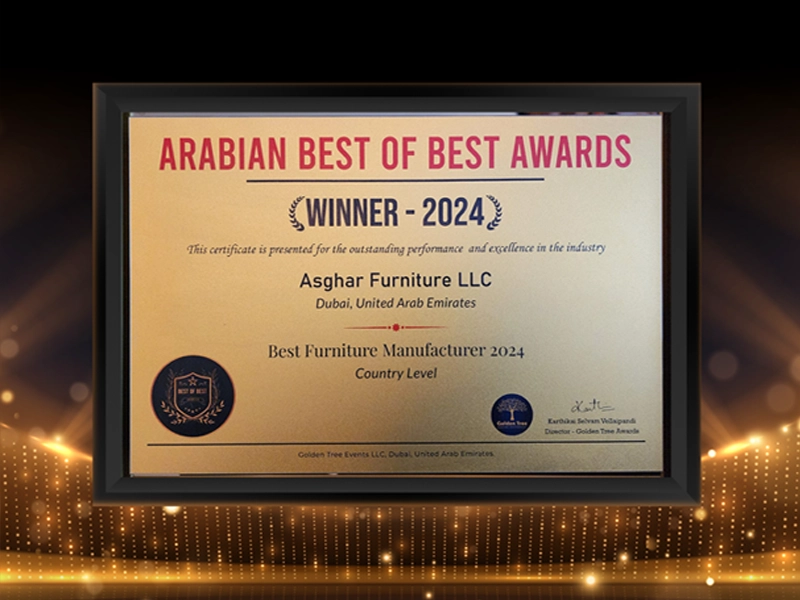 ARABIAN BEST OF BEST AWARDS
WINNER - 2024
This certificate is presented for the outstanding performance and excellence in the industry
Asghar Furniture LLC
Dubai, United Arab Emirates
Best Furniture Manufacturer 2024
Country Level
BEST OF BEST
Golden Tree
Karthikai Selvam Vellaipandi
Director - Golden Tree Awards
Golden Tree Events LLC, Dubai, United Arab Emirates.